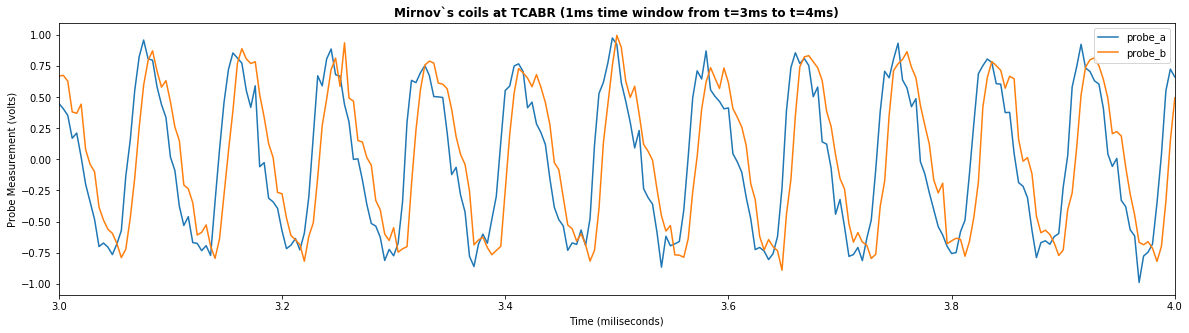 Mirnov`s coils at TCABR (1ms time window from t=3ms to t=4ms)
probe_a
probe_b
Probe Measurement (volts)
1.00
0.75
0.50
0.25
0.00
−0.25
−0.50
−0.75
−1.00
3.0 3.2 3.4 3.6 3.8 4.0
Time (miliseconds)